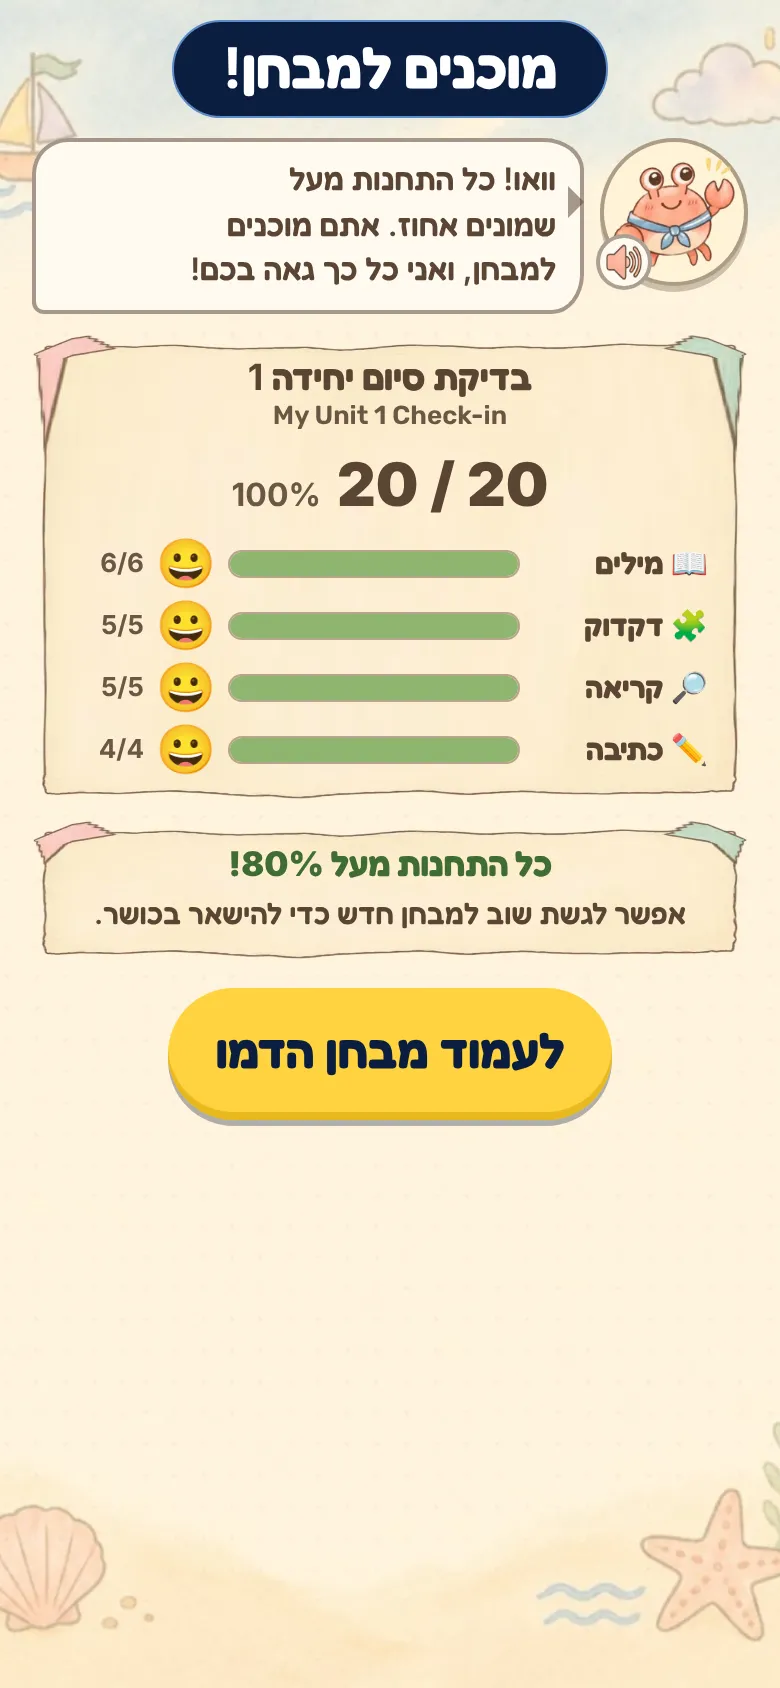 מוכנים למבחן!
וואו! כל התחנות מעל
שמונים אחוז. אתם מוכנים
למבחן, ואני כל כך גאה בכם!
בדיקת סיום יחידה 1
My Unit 1 Check-in
20 / 20 100%
מילים 6/6
דקדוק 5/5
קריאה 5/5
כתיבה 4/4
כל התחנות מעל 80%!
אפשר לגשת שוב למבחן חדש כדי להישאר בכושר.
לעמוד מבחן הדמו